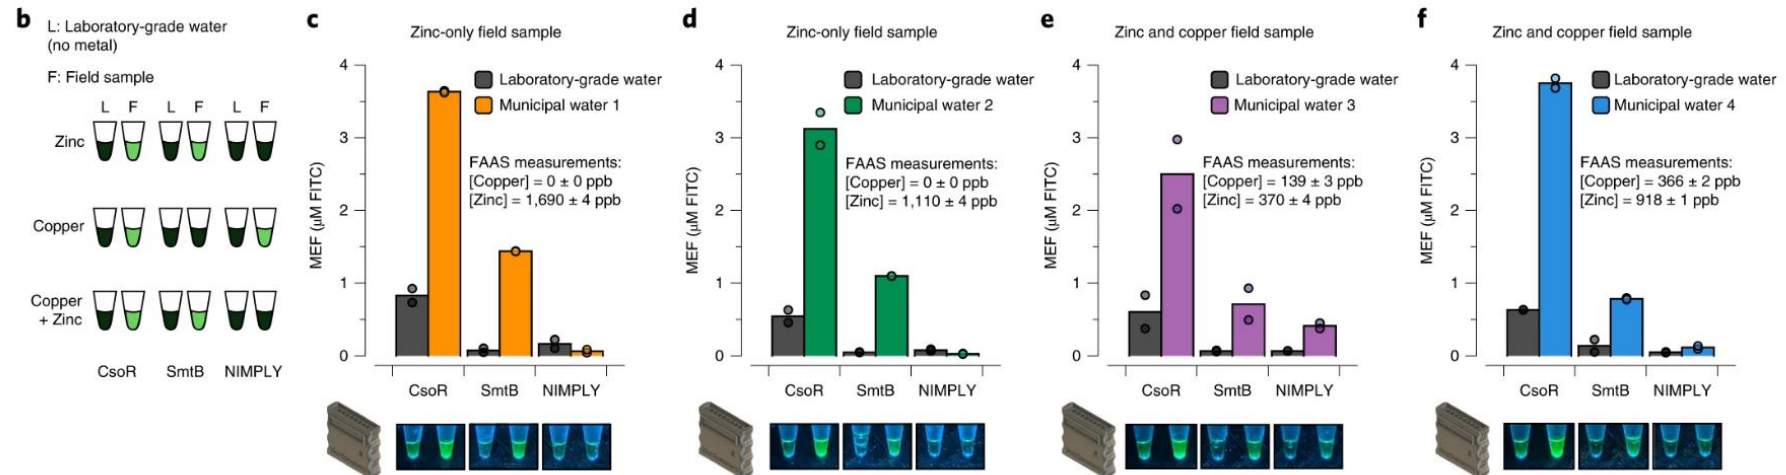 b
L: Laboratory-grade water
(no metal)
F: Field sample
L F L F L F
Zinc
Copper
Copper
+ Zinc
CsoR SmtB NIMPLY
c
Zinc-only field sample
4
3
2
1
0
MEF (μM FITC)
Laboratory-grade water
Municipal water 1
FAAS measurements:
[Copper] = 0 ± 0 ppb
[Zinc] = 1,690 ± 4 ppb
CsoR SmtB NIMPLY
d
Zinc-only field sample
4
3
2
1
0
MEF (μM FITC)
Laboratory-grade water
Municipal water 2
FAAS measurements:
[Copper] = 0 ± 0 ppb
[Zinc] = 1,110 ± 4 ppb
CsoR SmtB NIMPLY
e
Zinc and copper field sample
4
3
2
1
0
MEF (μM FITC)
Laboratory-grade water
Municipal water 3
FAAS measurements:
[Copper] = 139 ± 3 ppb
[Zinc] = 370 ± 4 ppb
CsoR SmtB NIMPLY
f
Zinc and copper field sample
4
3
2
1
0
MEF (μM FITC)
Laboratory-grade water
Municipal water 4
FAAS measurements:
[Copper] = 366 ± 2 ppb
[Zinc] = 918 ± 1 ppb
CsoR SmtB NIMPLY